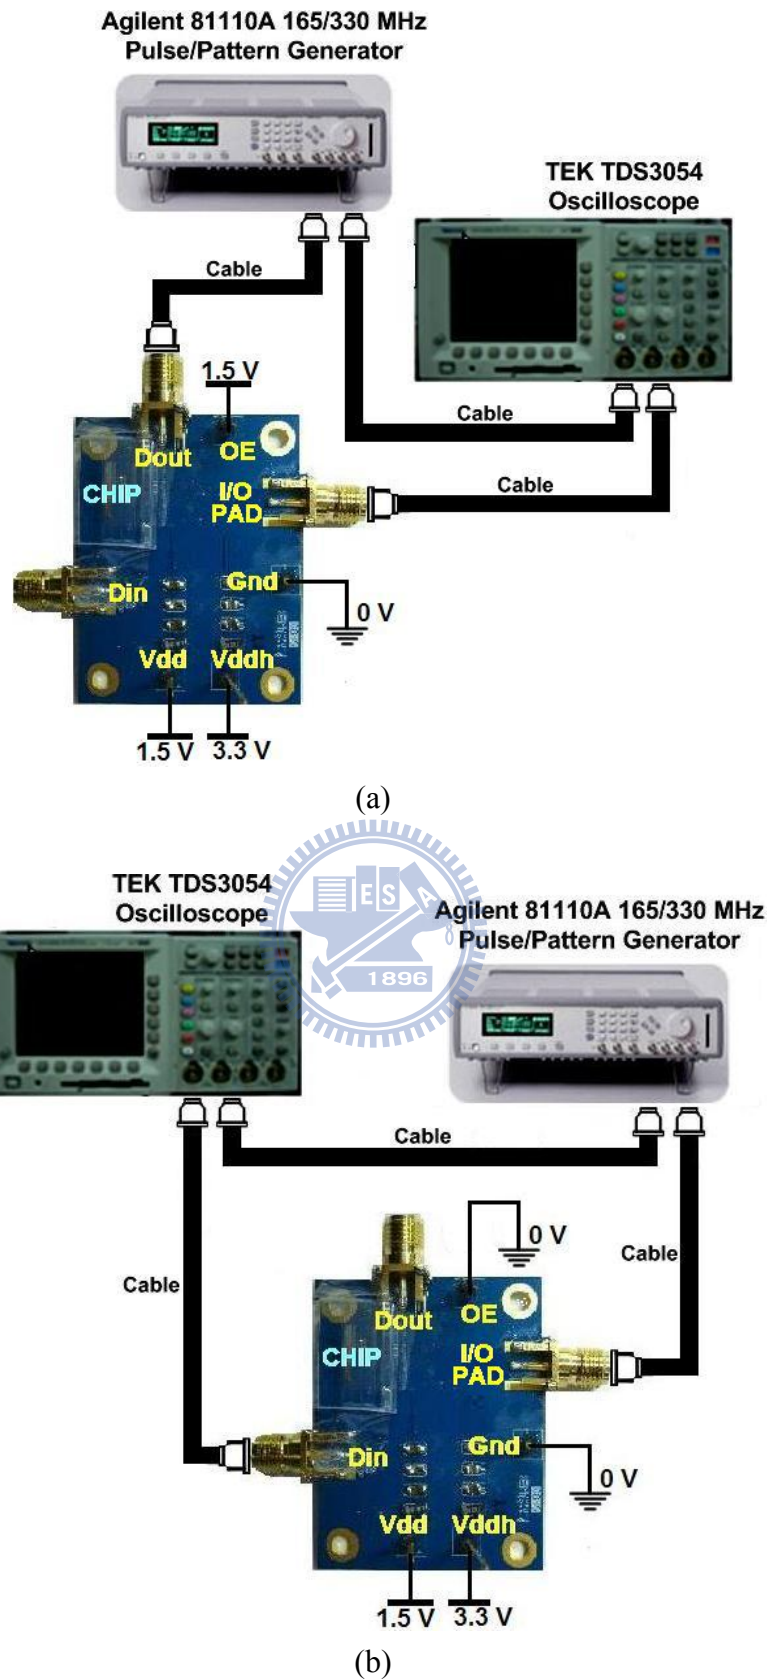 Agilent 81110A 165/330 MHz
Pulse/Pattern Generator
TEK TDS3054
Oscilloscope
Cable
1.5 V
Cable
Dout
OE
Cable
CHIP
I/O
PAD
Din
Gnd
0 V
Vdd
Vddh
1.5 V
3.3 V
(a)
TEK TDS3054
Oscilloscope
ES
A
1896
Agilent 81110A 165/330 MHz
Pulse/Pattern Generator
Cable
0 V
Cable
Cable
Dout
OE
CHIP
I/O
PAD
Din
Gnd
0 V
Vdd
Vddh
1.5 V
3.3 V
(b)